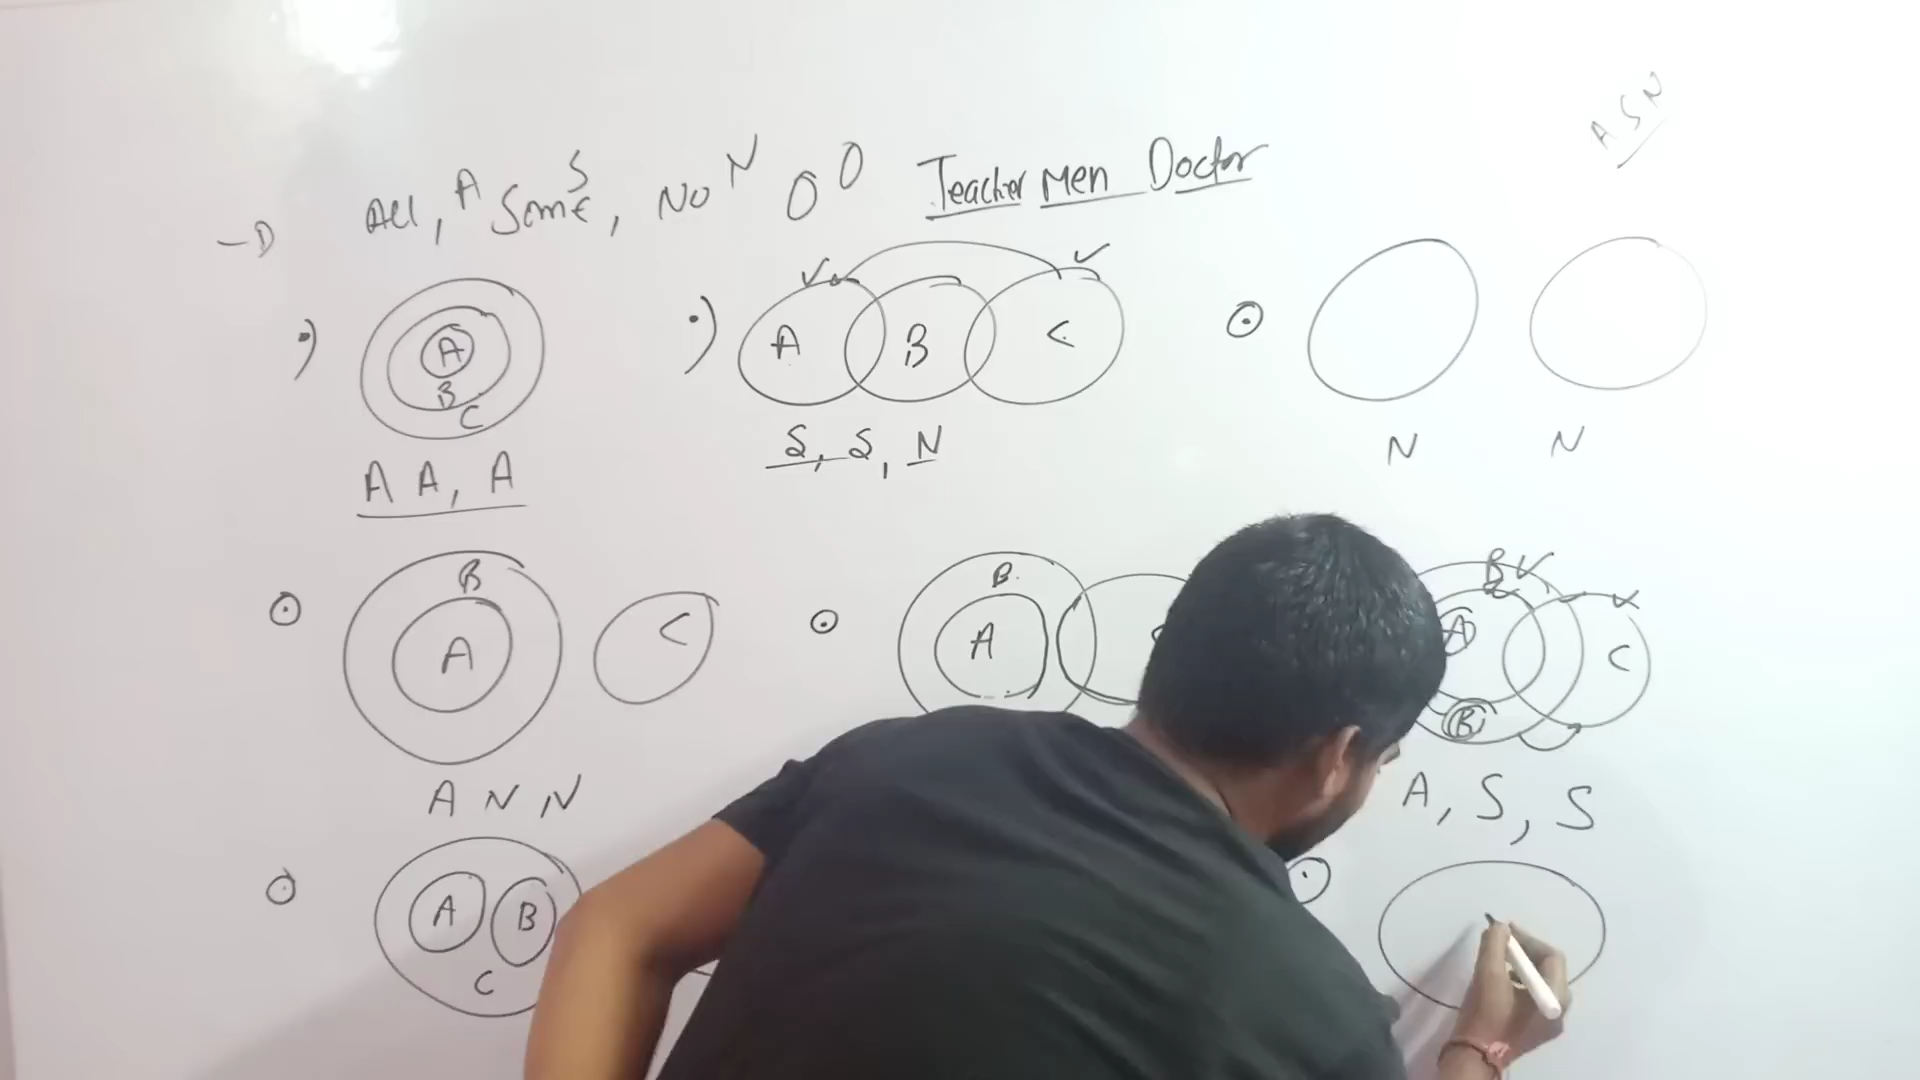 A S N
All, A Some S, No N
Teacher Men Doctor
A B C
A B C
A A, A
S, S, N
N N
B A C
B A
B A B C
A N N
A, S, S
A B C